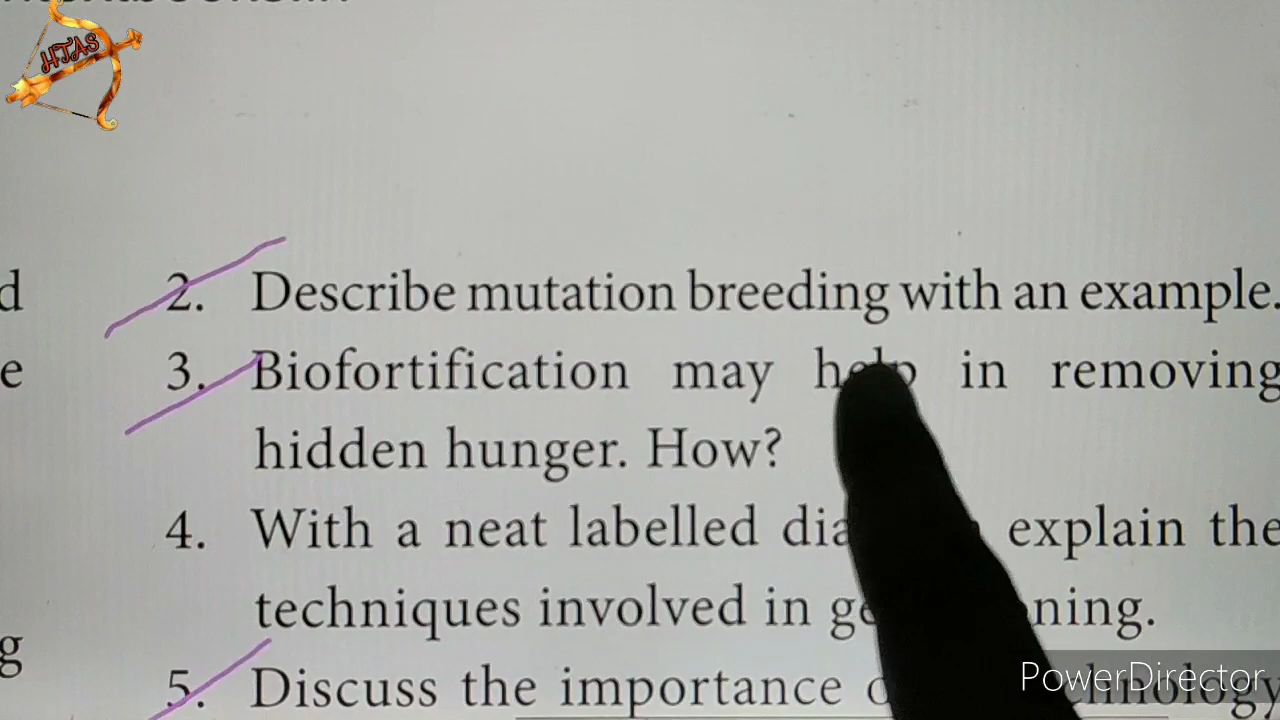 HTAS
d
2. Describe mutation breeding with an example.
e
3. Biofortification may help in removing
hidden hunger. How?
4. With a neat labelled explain the
techniques involved in
g
5. Discuss the importance
PowerDirector